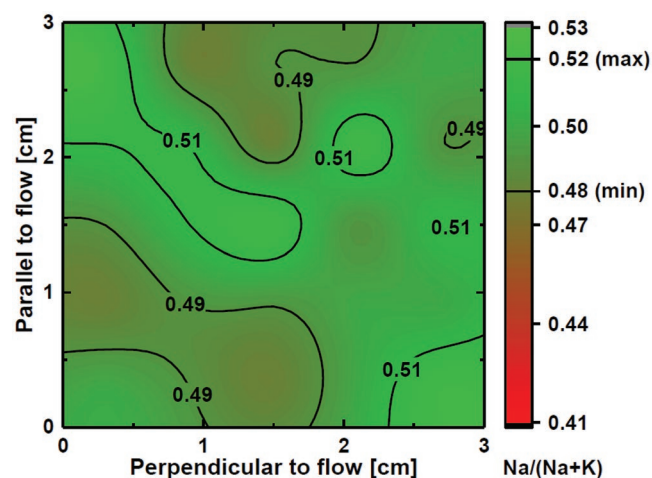 3
2
1
0
Parallel to flow [cm]
0 1 2 3
Perpendicular to flow [cm]
0.49
0.49
0.51
0.51
0.51
0.49
0.49
0.51
0.53
0.52 (max)
0.50
0.48 (min)
0.47
0.44
0.41
Na/(Na+K)